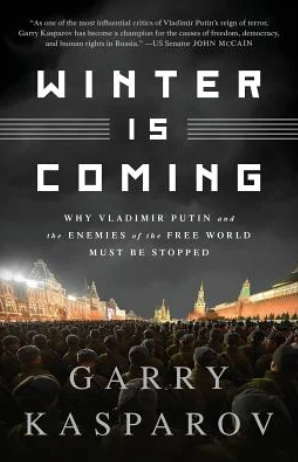 "As one of the most influential critics of Vladimir Putin's reign of terror,
Garry Kasparov has become a champion for the causes of freedom, democracy,
and human rights in Russia." —US Senator JOHN McCAIN
WINTER
IS
COMING
WHY VLADIMIR PUTIN and
the ENEMIES of the FREE WORLD
MUST BE STOPPED
GARRY
KASPAROV